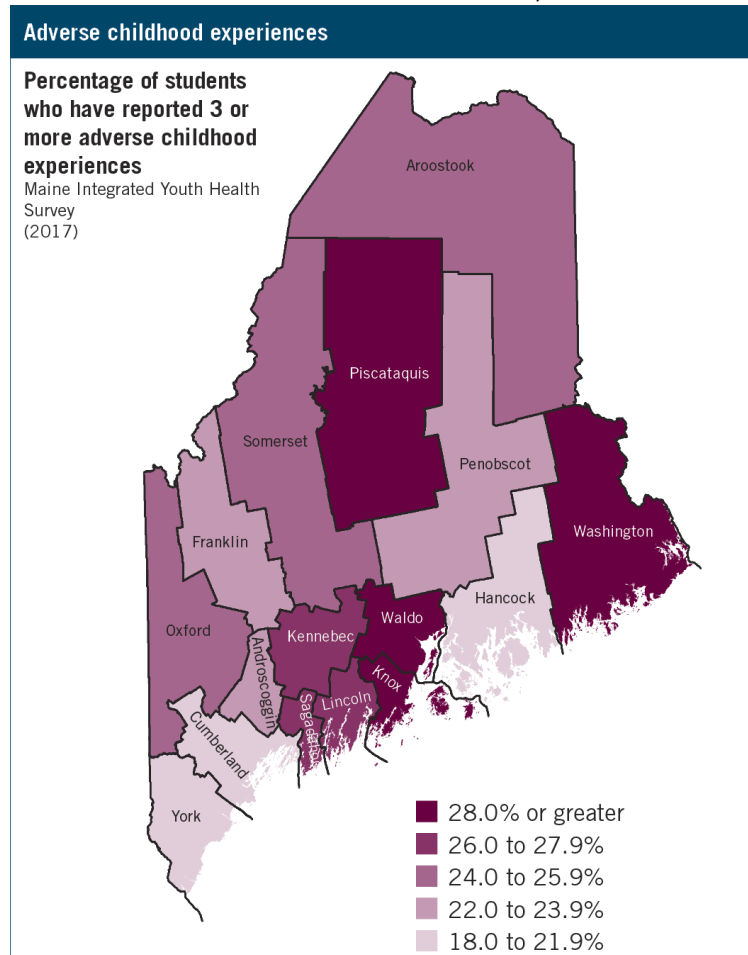 Adverse childhood experiences
Percentage of students
who have reported 3 or
more adverse childhood
experiences
Maine Integrated Youth Health
Survey
(2017)
Aroostook
Piscataquis
Somerset
Penobscot
Washington
Franklin
Hancock
Waldo
Oxford
Kennebec
Androscoggin
Knox
Lincoln
Sagadahoc
Cumberland
York
28.0% or greater
26.0 to 27.9%
24.0 to 25.9%
22.0 to 23.9%
18.0 to 21.9%